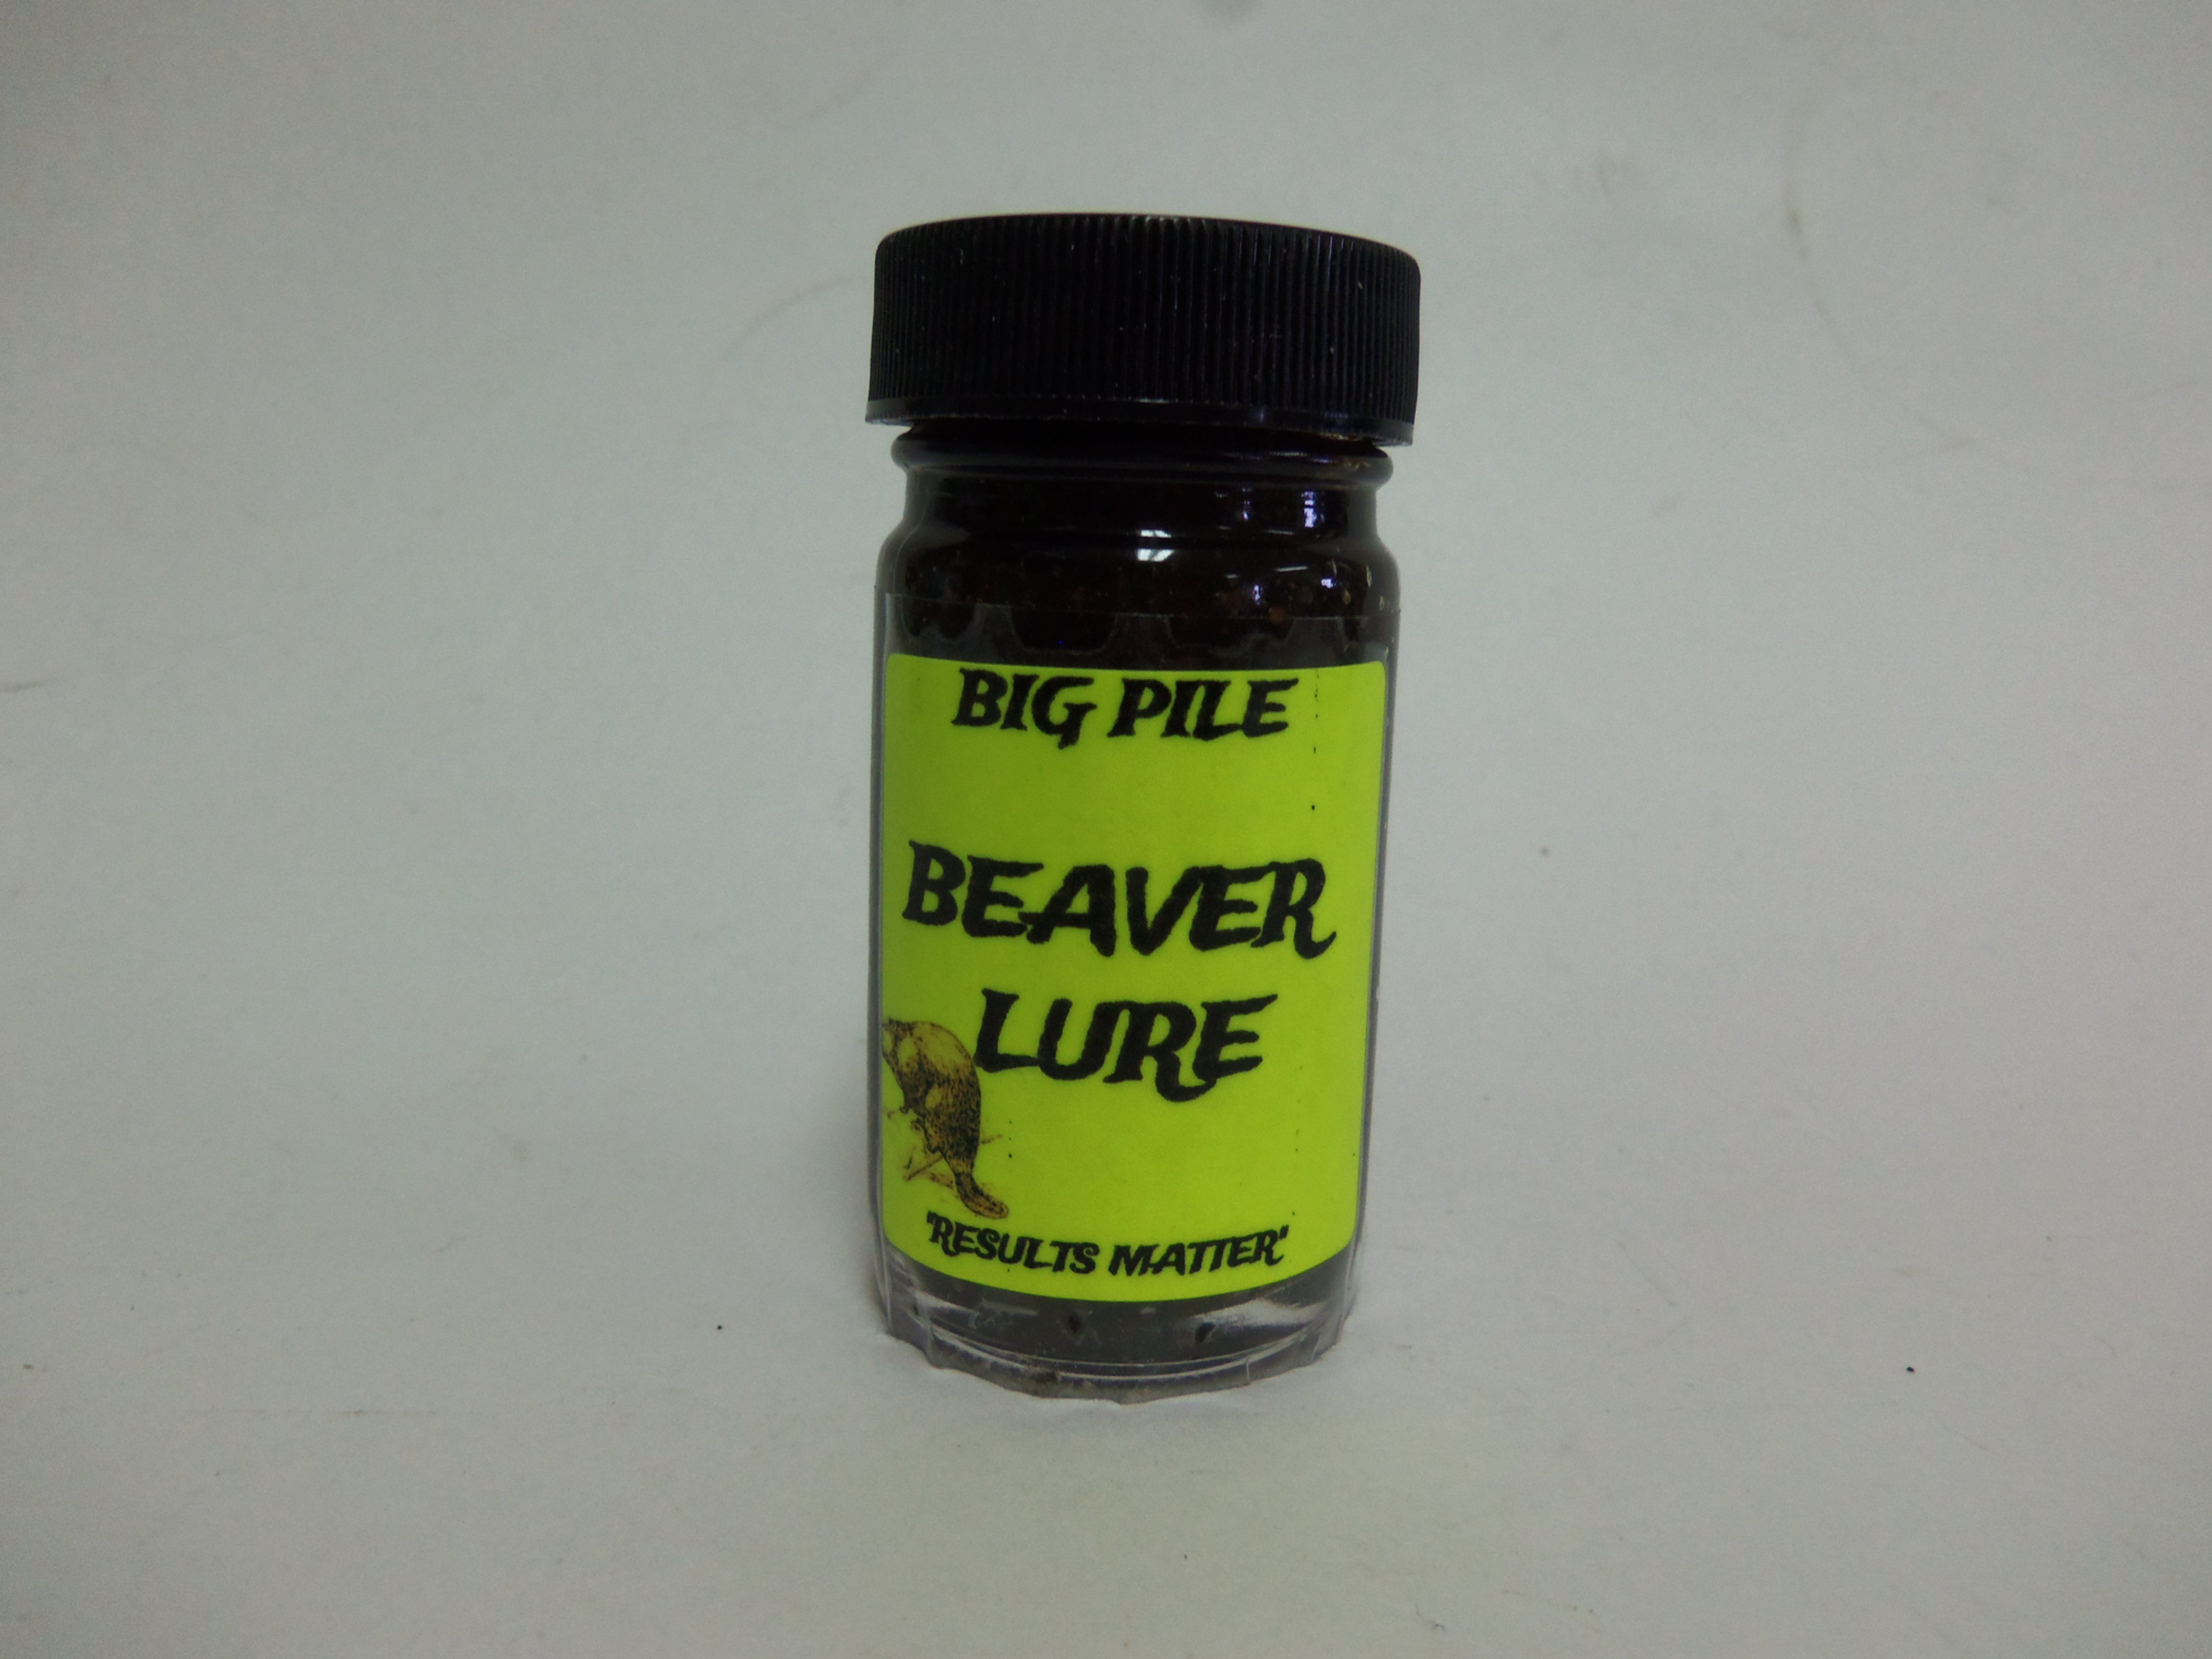 BIG PILE
BEAVER
LURE
"RESULTS MATTER"